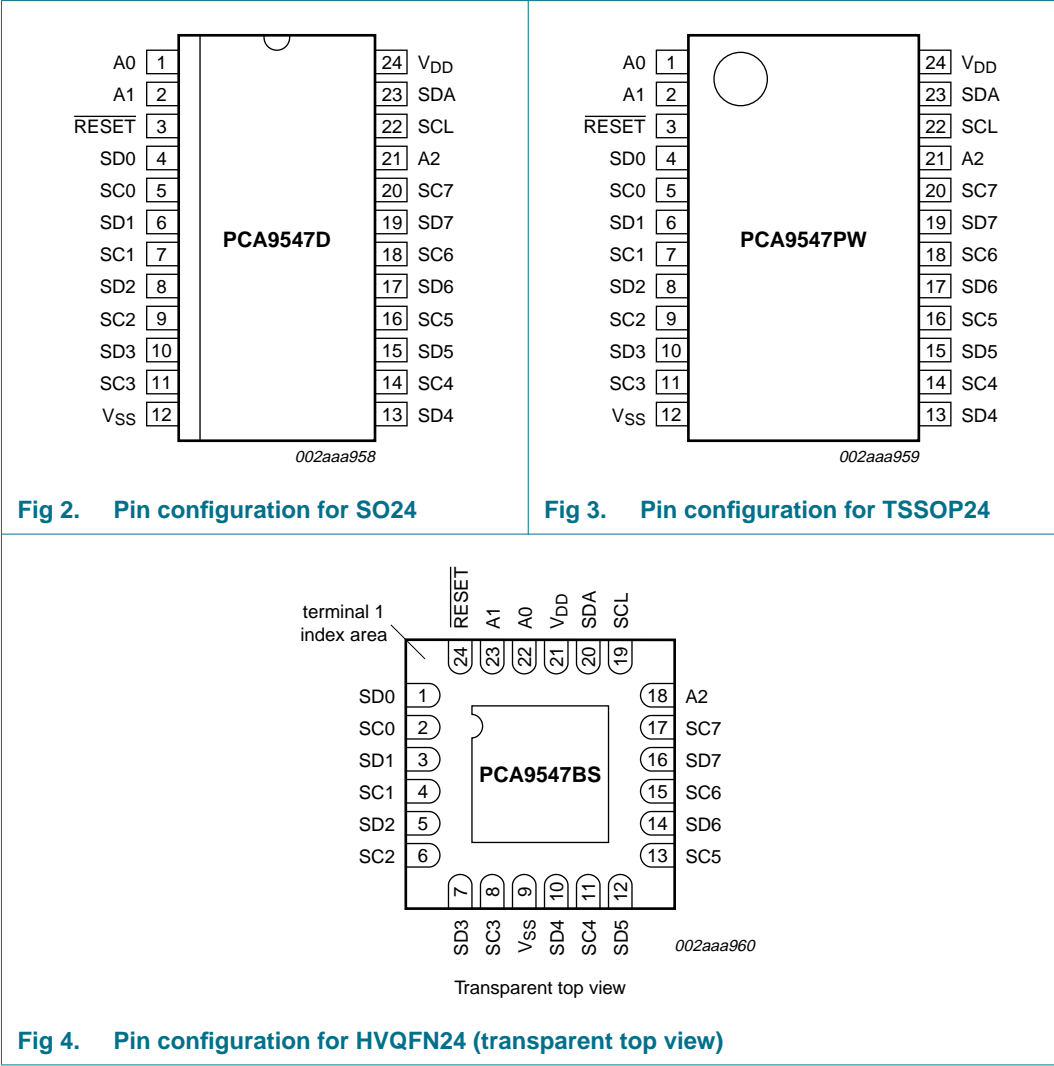 A0 1 24 VDD
A1 2 23 SDA
RESET 3 22 SCL
SD0 4 21 A2
SC0 5 20 SC7
SD1 6 19 SD7
PCA9547D
SC1 7 18 SC6
SD2 8 17 SD6
SC2 9 16 SC5
SD3 10 15 SD5
SC3 11 14 SC4
VSS 12 13 SD4
002aaa958
Fig 2. Pin configuration for SO24
A0 1 24 VDD
A1 2 23 SDA
RESET 3 22 SCL
SD0 4 21 A2
SC0 5 20 SC7
SD1 6 19 SD7
PCA9547PW
SC1 7 18 SC6
SD2 8 17 SD6
SC2 9 16 SC5
SD3 10 15 SD5
SC3 11 14 SC4
VSS 12 13 SD4
002aaa959
Fig 3. Pin configuration for TSSOP24
terminal 1
index area
RESET A1 A0 VDD SDA SCL
24 23 22 21 20 19
SD0 1 18 A2
SC0 2 17 SC7
SD1 3 16 SD7
PCA9547BS
SC1 4 15 SC6
SD2 5 14 SD6
SC2 6 13 SC5
7 8 9 10 11 12
SD3 SC3 VSS SD4 SC4 SD5
002aaa960
Transparent top view
Fig 4. Pin configuration for HVQFN24 (transparent top view)